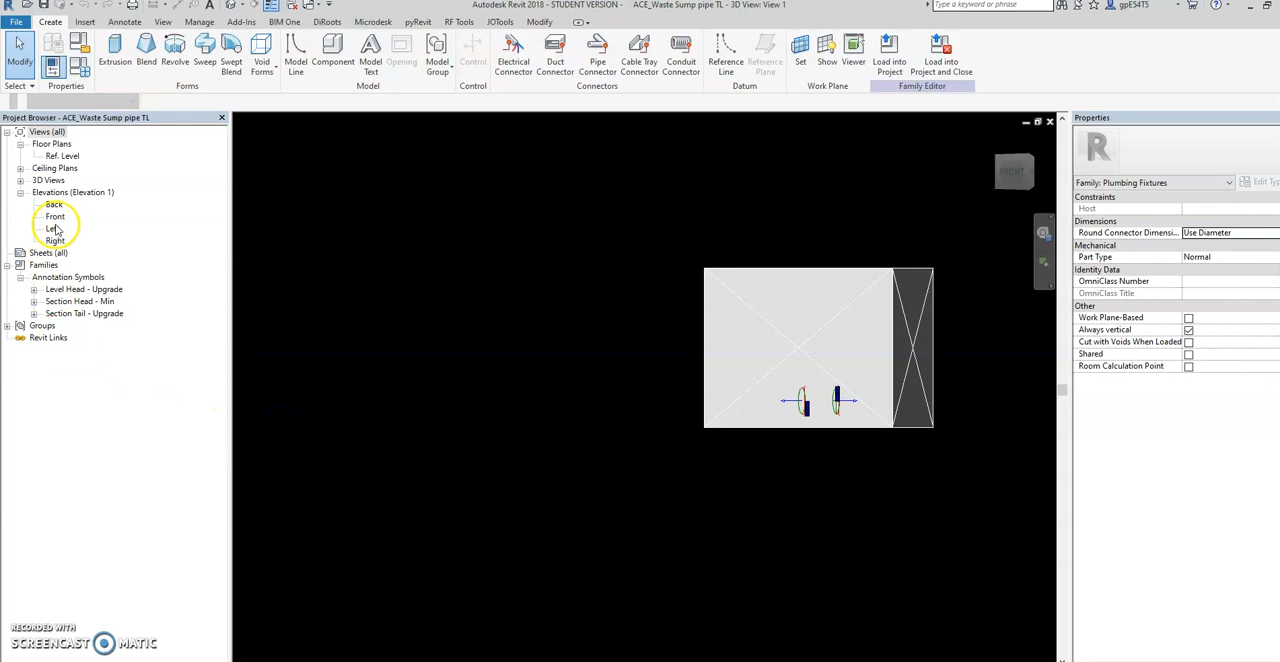 Autodesk Revit 2018 - STUDENT VERSION - ACE_Waste Sump pipe TL - 3D View: View 1
Type a keyword or phrase
gpE54T5
File Create Insert Annotate View Manage Add-Ins BIM One DiRoots Microdesk pyRevit RF Tools JOTools Modify
Modify
Extrusion Blend Revolve Sweep Swept Blend Void Forms
Model Line Component Model Text Opening Model Group
Control
Electrical Connector Duct Connector Pipe Connector Cable Tray Connector Conduit Connector
Reference Line Reference Plane
Set Show Viewer
Load into Project Load into Project and Close
Select Properties Forms Model Control Connectors Datum Work Plane Family Editor
Project Browser - ACE_Waste Sump pipe TL
Views (all)
Floor Plans
Ref. Level
Ceiling Plans
3D Views
Elevations (Elevation 1)
Back
Front
Right
Sheets (all)
Families
Annotation Symbols
Level Head - Upgrade
Section Head - Min
Section Tail - Upgrade
Groups
Revit Links
FRONT
Properties
R
Family: Plumbing Fixtures
Edit Typ
Constraints
Host
Dimensions
Round Connector Dimensi... Use Diameter
Mechanical
Part Type Normal
Identity Data
OmniClass Number
OmniClass Title
Other
Work Plane-Based
Always vertical
Cut with Voids When Loaded
Shared
Room Calculation Point
RECORDED WITH
SCREENCAST MATIC